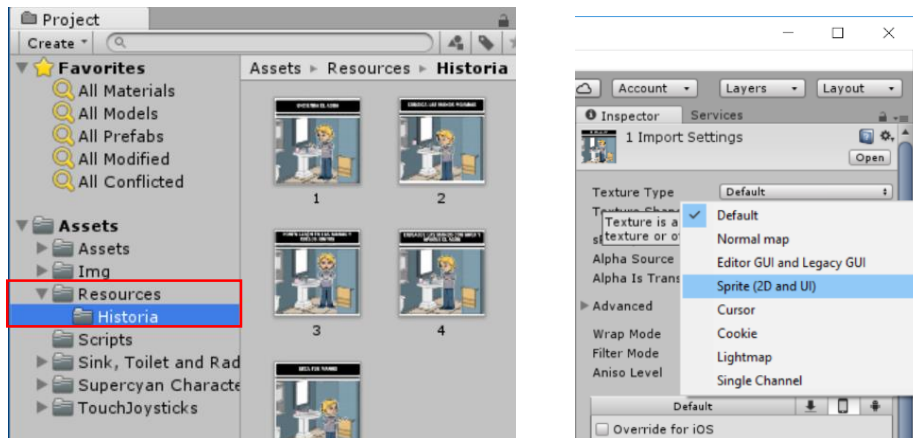 Project
Create
Favorites
All Materials
All Models
All Prefabs
All Modified
All Conflicted
Assets
Assets
Img
Resources
Historia
Scripts
Sink, Toilet and Rad
Supercyan Characte
TouchJoysticks
Assets Resources Historia
1
2
3
4
Account
Layers
Layout
Inspector
Services
1 Import Settings
Open
Texture Type
Default
Texture Shape
Texture is a
texture or of
Alpha Source
Alpha Is Trans
Advanced
Wrap Mode
Filter Mode
Aniso Level
Default
Normal map
Editor GUI and Legacy GUI
Sprite (2D and UI)
Cursor
Cookie
Lightmap
Single Channel
Default
Override for iOS